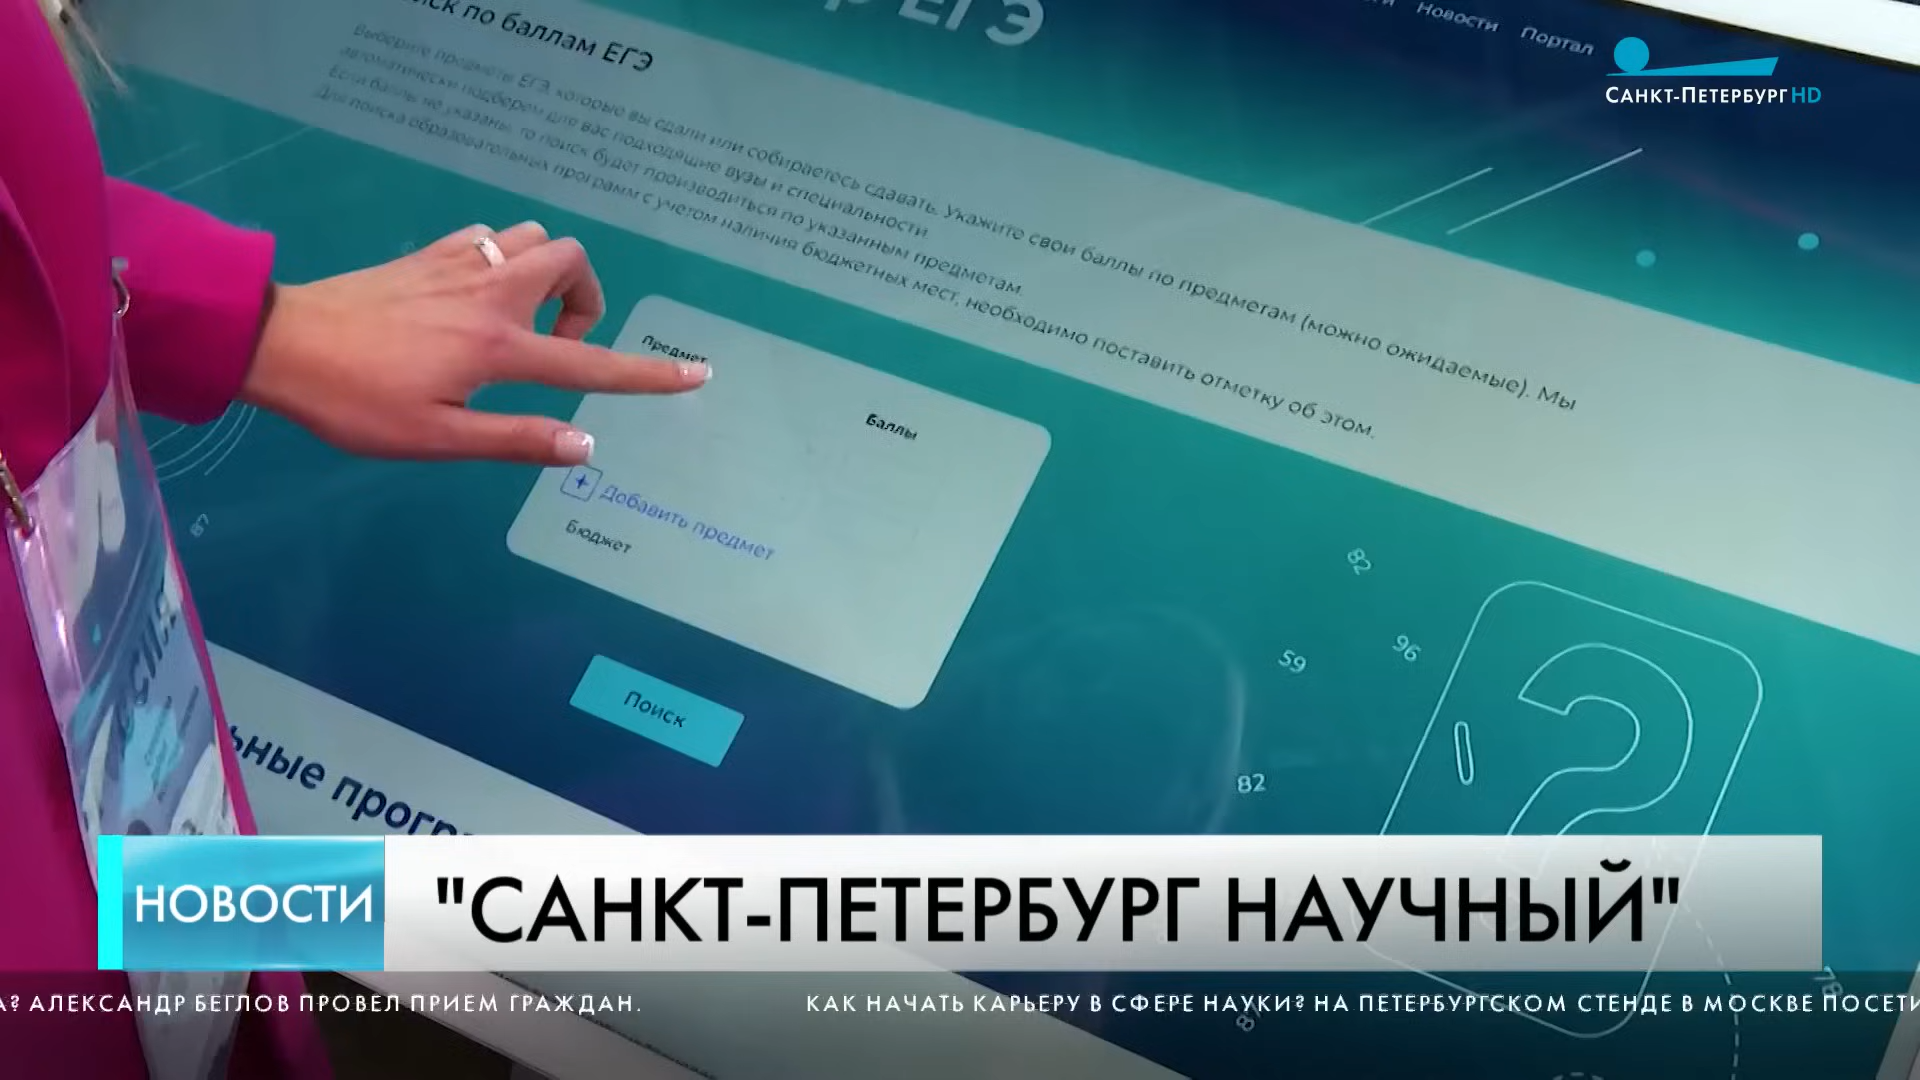 Новости
Портал
р ЕГЭ
САНКТ-ПЕТЕРБУРГ HD
по баллам ЕГЭ
Выберите предметы ЕГЭ, которые вы сдали или собираетесь сдавать. Укажите свои баллы по предметам (можно ожидаемые). Мы
автоматически подберем для вас подходящие вузы и специальности.
Если баллы не указаны, то поиск будет производиться по указанным предметам.
Для поиска образовательных программ с учетом наличия бюджетных мест, необходимо поставить отметку об этом.
Предмет
Баллы
+ Добавить предмет
Бюджет
Поиск
87
82
96
59
82
78
87
ьные прогр
НОВОСТИ
"САНКТ-ПЕТЕРБУРГ НАУЧНЫЙ"
А? АЛЕКСАНДР БЕГЛОВ ПРОВЕЛ ПРИЕМ ГРАЖДАН. КАК НАЧАТЬ КАРЬЕРУ В СФЕРЕ НАУКИ? НА ПЕТЕРБУРГСКОМ СТЕНДЕ В МОСКВЕ ПОСЕТИ